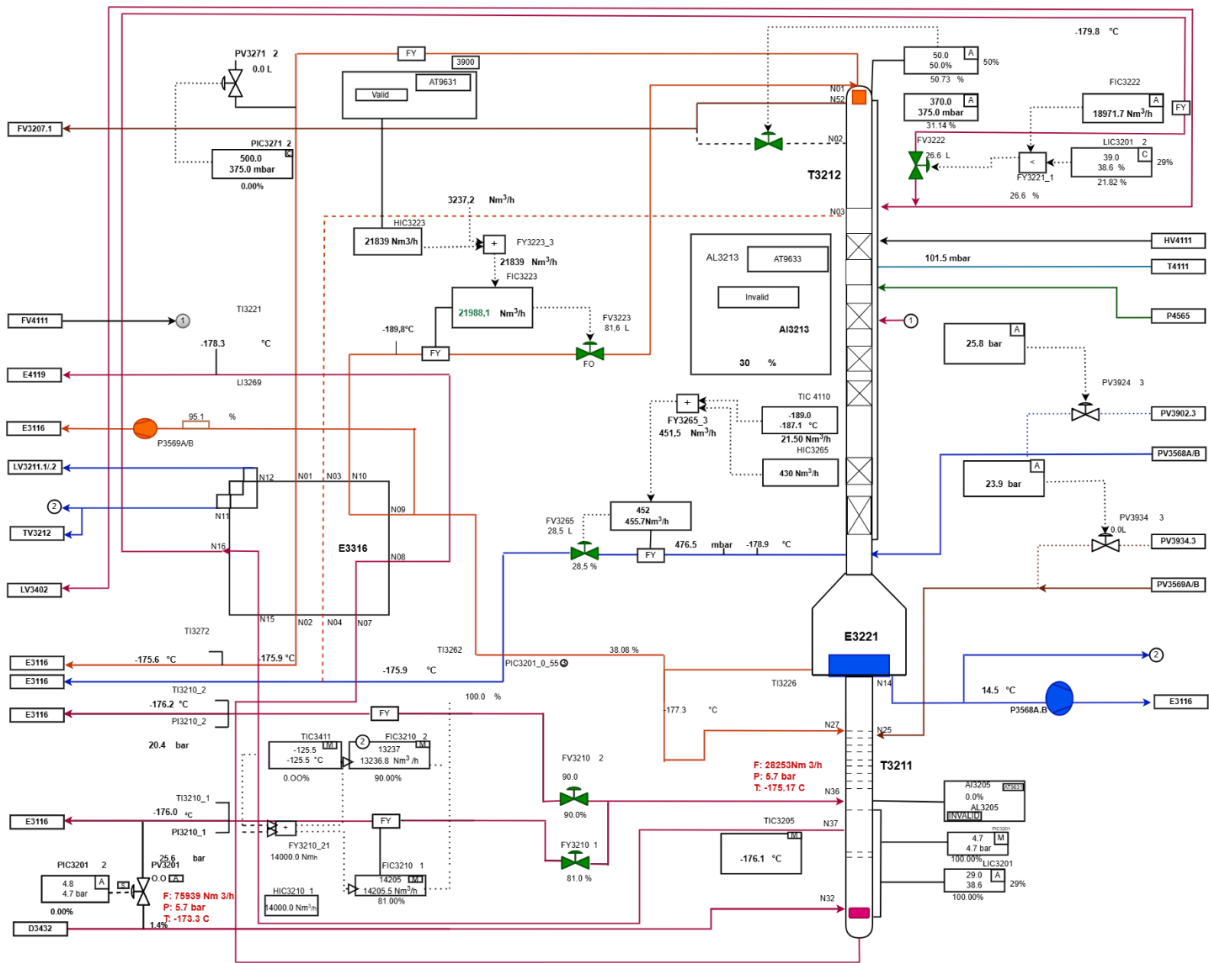 -179.8 °C
PV3271 2
0.0 L
FY
3900
AT9631
Valid
50.0
50.0%
A
50%
50.73 %
FIC3222
A
18971.7 Nm³/h
FY
N01
N52
370.0
375.0 mbar
A
31.14 %
FV3207.1
N02
FV3222
26.6 L
LIC3201 2
39.0
38.6 %
C
29%
21.82 %
<
FY3221_1
26.6 %
PIC3271 2
500.0
375.0 mbar
C
0.00%
T3212
3237,2 Nm³/h
N03
HIC3223
21839 Nm3/h
+
FY3223_3
21839 Nm³/h
FIC3223
AL3213
AT9633
Invalid
AI3213
30 %
HV4111
101.5 mbar
T4111
P4565
TI3221
21988,1 Nm³/h
FV3223
81,6 L
FV4111
1
1
-189,8°C
FY
FO
A
25.8 bar
-178.3 °C
E4119
LI3269
PV3924 3
95.1 %
E3116
P3569A/B
+
FY3265_3
451,5 Nm³/h
TIC 4110
-189.0
-187.1 °C
21.50 Nm³/h
HIC3265
430 Nm³/h
PV3902.3
PV3568A/B
LV3211.1/.2
N12
N01
N03
N10
A
23.9 bar
2
N11
N09
452
455.7Nm³/h
FV3265
28,5 L
PV3934 3
0.0L
TV3212
N16
E3316
N08
476.5 mbar
-178.9 °C
FY
28,5 %
PV3934.3
LV3402
PV3569A/B
N15
N02
N04
N07
TI3272
E3221
-175.6 °C
-175.9 °C
E3116
TI3262
38.08 %
PIC3201_0_55
E3116
-175.9 °C
TI3226
N14
2
TI3210_2
-176.2 °C
100.0 %
14.5 °C
P3568A.B
E3116
E3116
PI3210_2
FY
-177.3 °C
N27
N25
20.4 bar
TIC3411
-125.5
-125.5 °C
M
0.OO%
2
FIC3210_2
13237
13236.8 Nm³/h
M
90.00%
FV3210 2
90.0
90.0%
F: 28253Nm 3/h
P: 5.7 bar
T: -175.17 C
T3211
N36
AI3205
0.0%
AL3205
INVALID
TI3210_1
-176.0 °C
E3116
PI3210_1
+
FY3210_21
14000.0 Nm/h
FY
FY3210 1
81.0 %
TIC3205
M
-176.1 °C
N37
PIC3201
4.7
4.7 bar
M
100.00%
25.6 bar
PIC3201 2
4.8
4.7 bar
A
0.00%
S
PV3201
O.O
A
F: 75939 Nm 3/h
P: 5.7 bar
T: -173.3 C
FIC3210 1
14205
14205.5 Nm³/h
M
81.00%
HIC3210 1
14000.0 Nm³/h
LIC3201
29.0
38.6
A
29%
100.00%
N32
D3432
1.4%